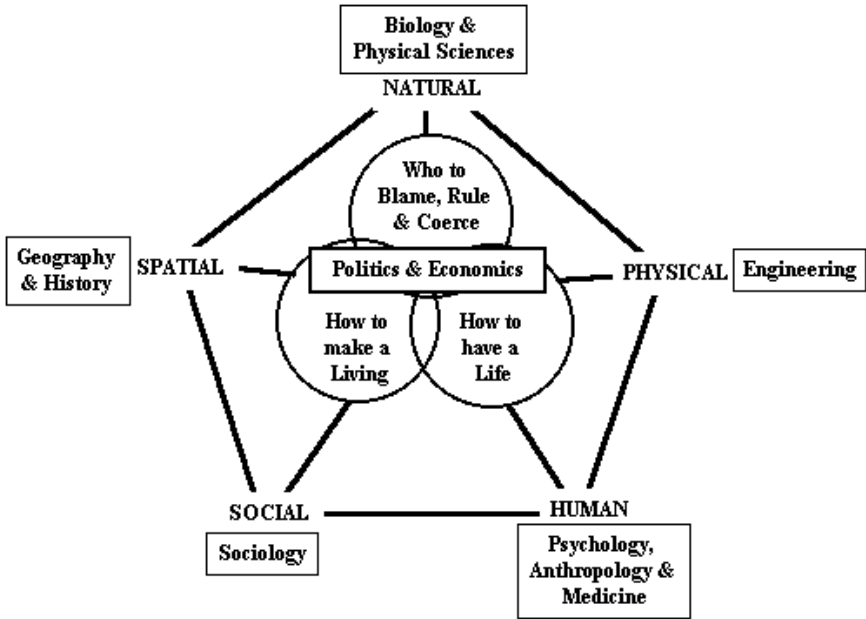 Biology &
Physical Sciences
NATURAL
Who to
Blame, Rule
& Coerce
Geography
& History
SPATIAL
Politics & Economics
PHYSICAL
Engineering
How to
make a
Living
How to
have a
Life
SOCIAL
Sociology
HUMAN
Psychology,
Anthropology &
Medicine